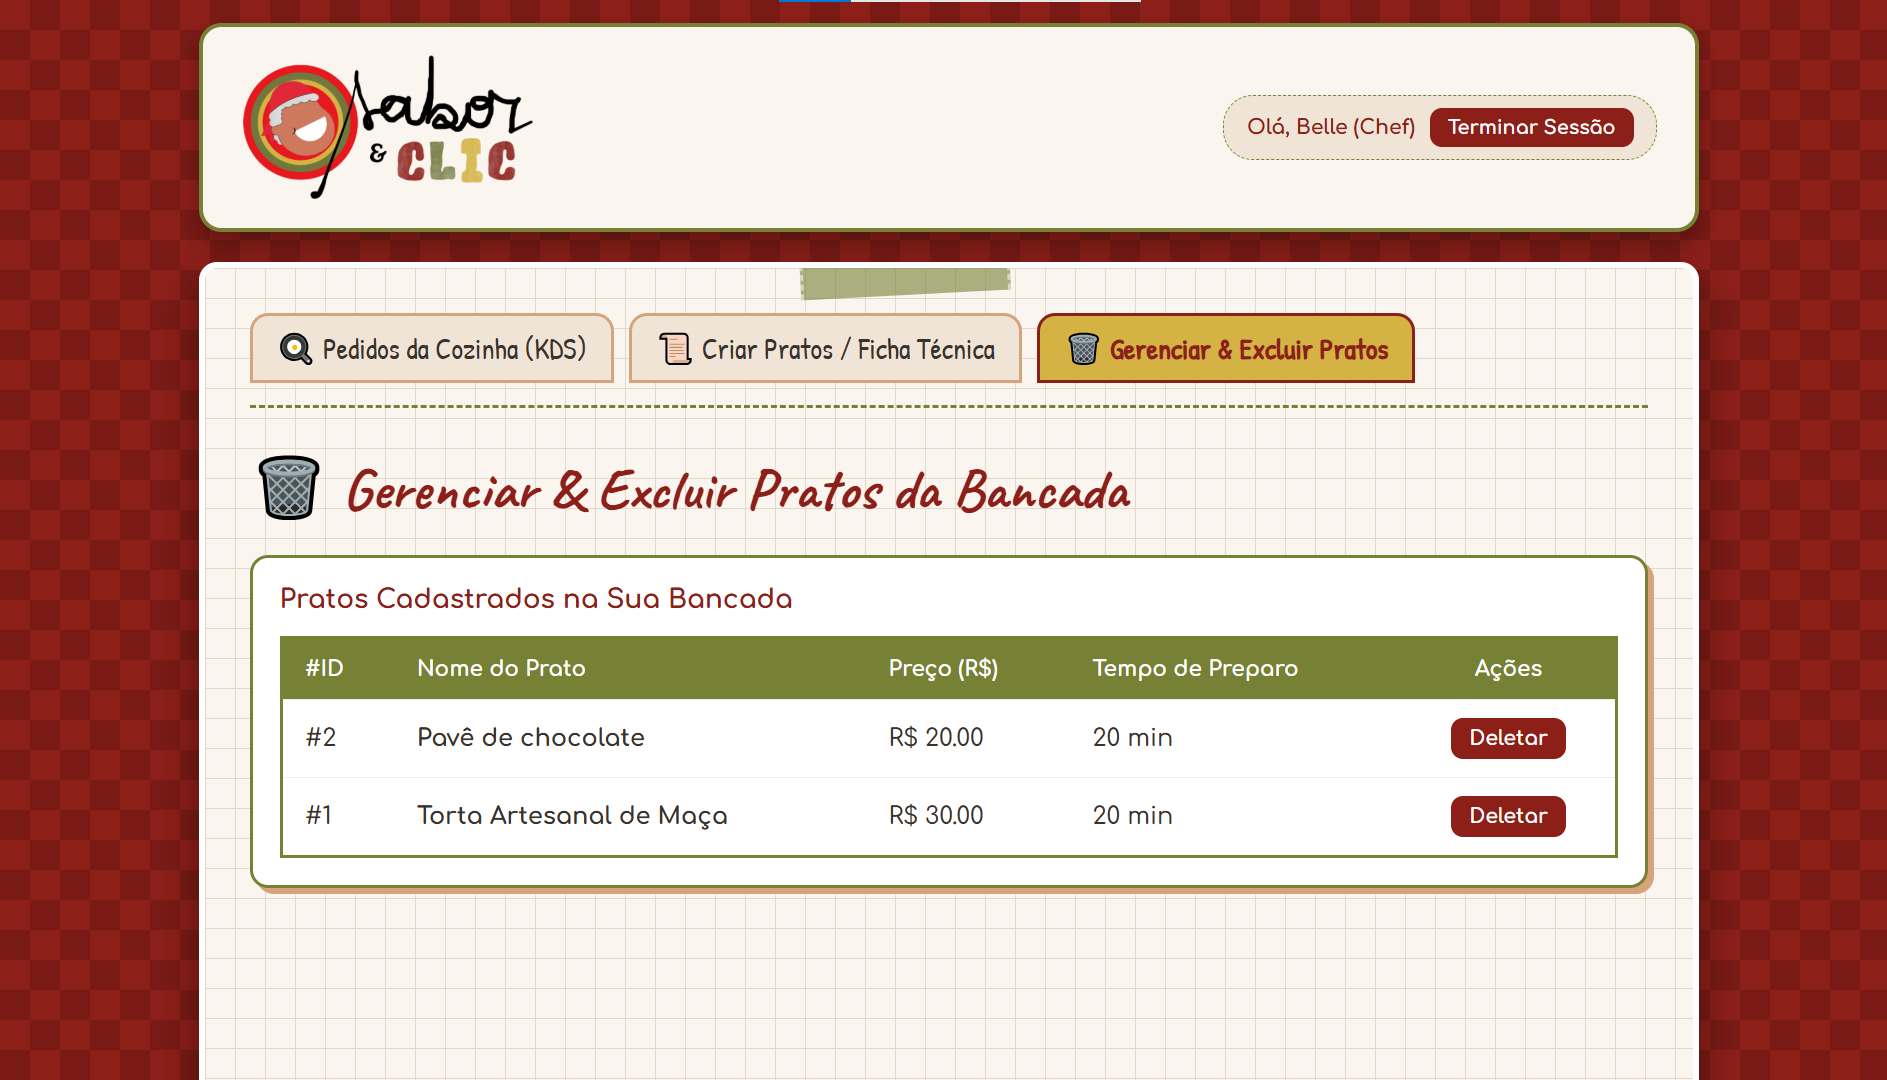 Sabor
& CLIC
Olá, Belle (Chef) Terminar Sessão
Pedidos da Cozinha (KDS) Criar Pratos / Ficha Técnica Gerenciar & Excluir Pratos
Gerenciar & Excluir Pratos da Bancada
Pratos Cadastrados na Sua Bancada
#ID Nome do Prato Preço (R$) Tempo de Preparo Ações
#2 Pavê de chocolate R$ 20.00 20 min Deletar
#1 Torta Artesanal de Maça R$ 30.00 20 min Deletar